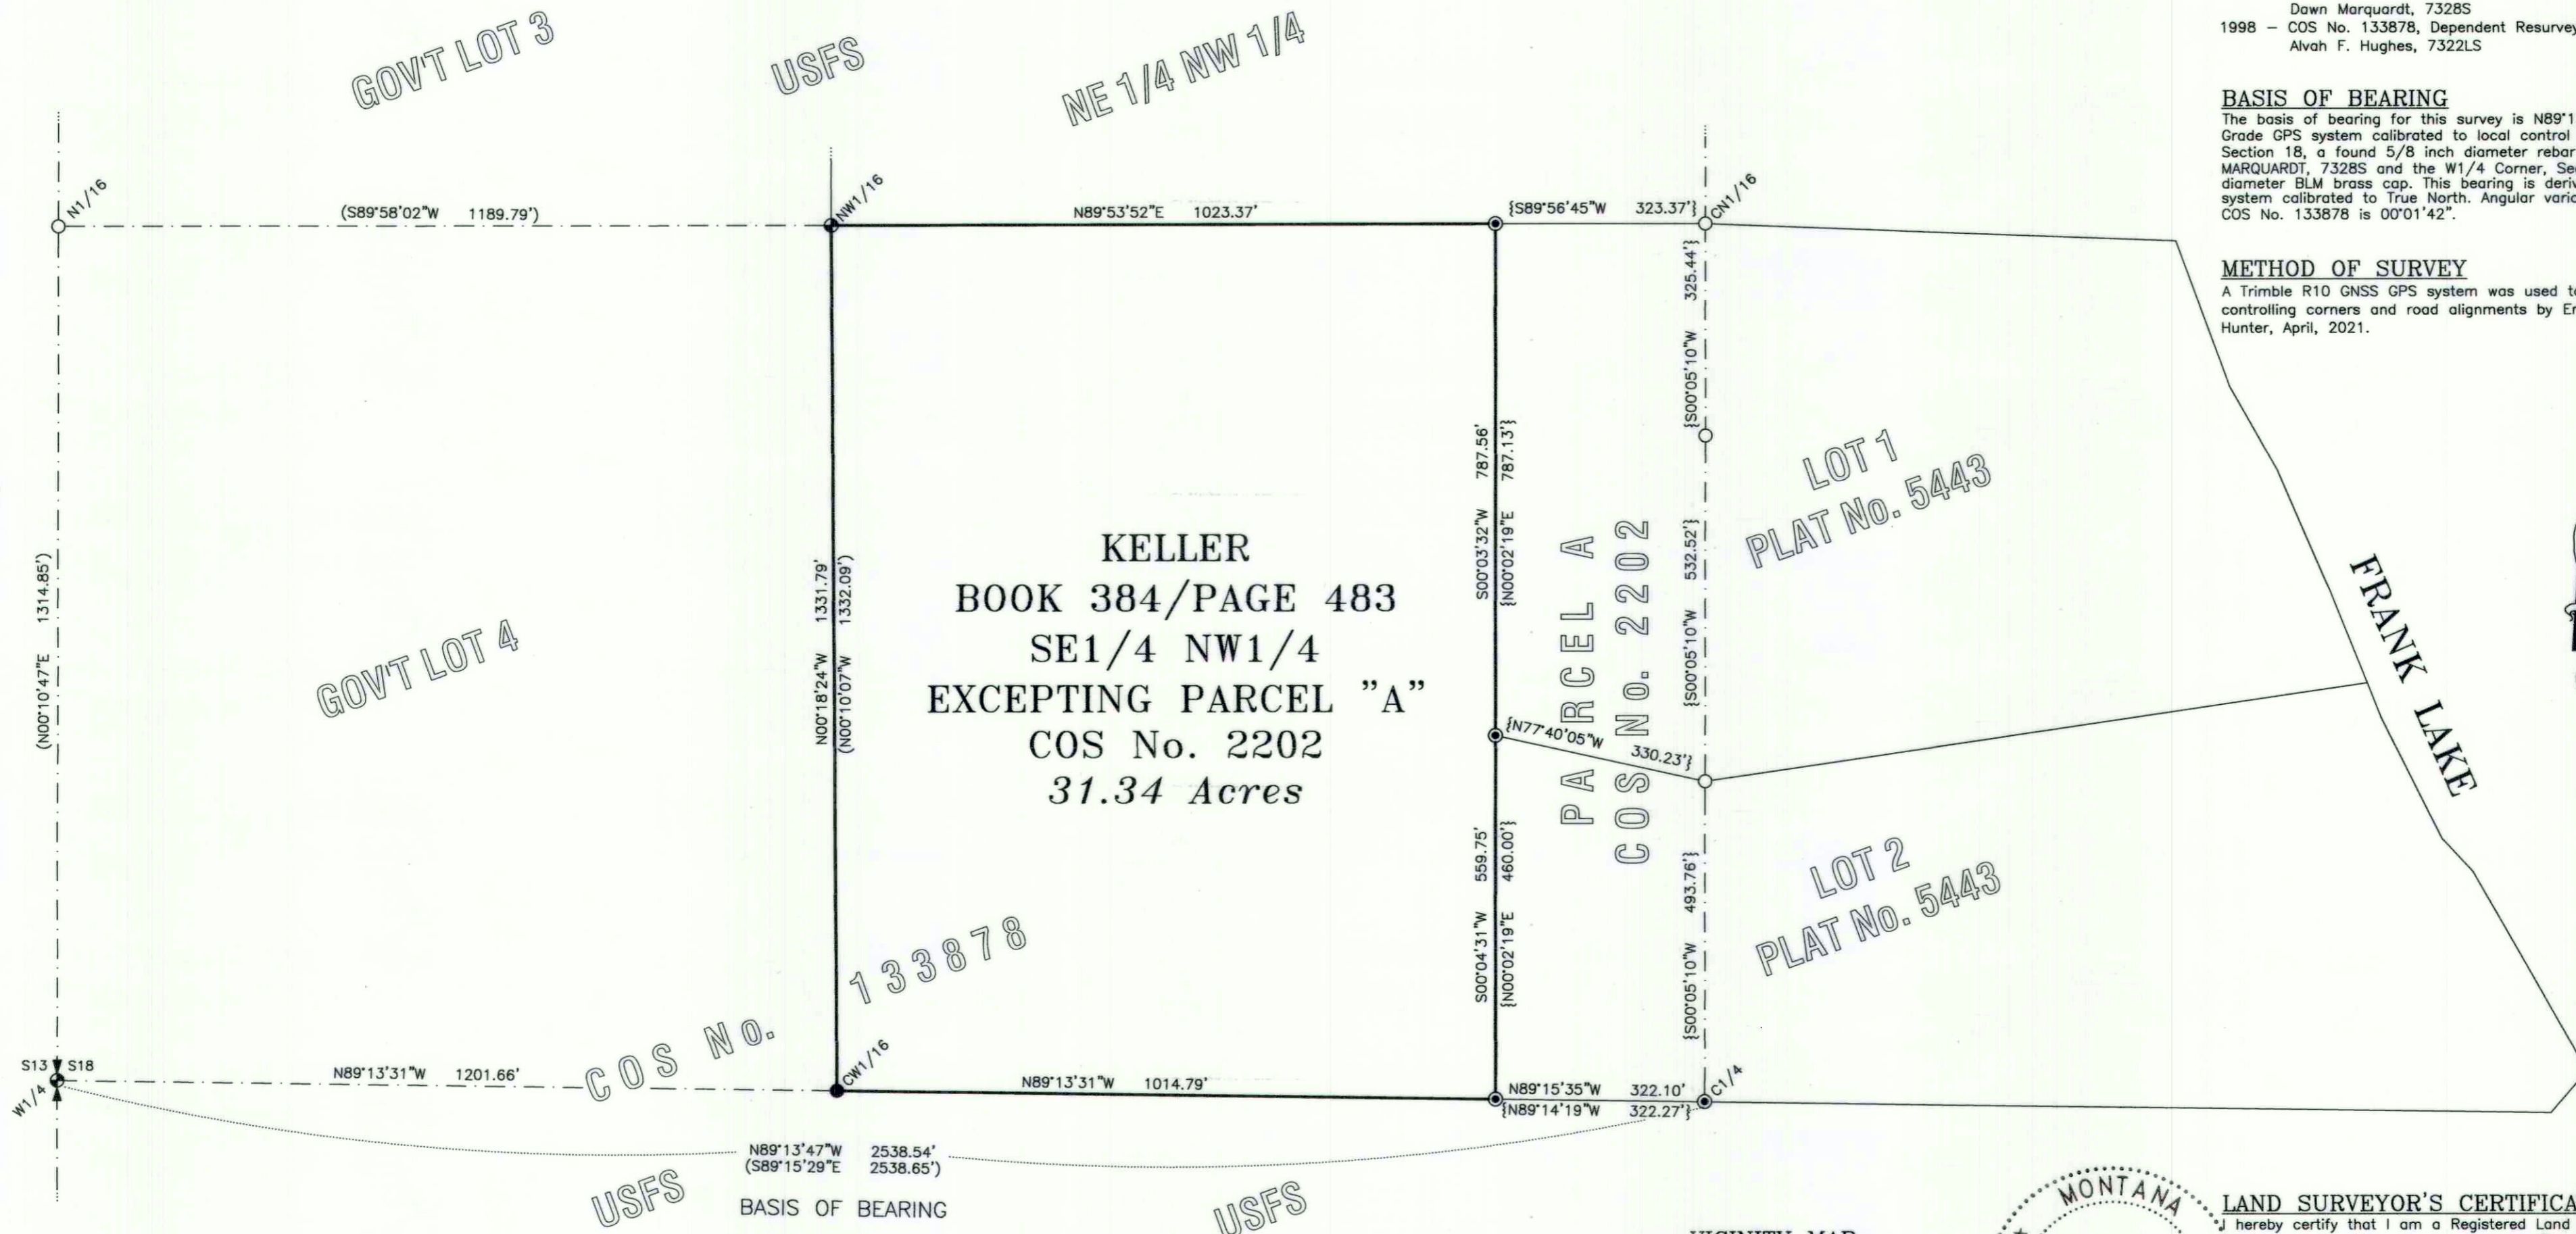 GOV'T LOT 3
USFS
NE 1/4 NW 1/4
Dawn Marquardt, 7328S
1998 – COS No. 133878, Dependent Resurvey
Alvah F. Hughes, 7322LS
BASIS OF BEARING
The basis of bearing for this survey is N89°1
Grade GPS system calibrated to local control
Section 18, a found 5/8 inch diameter rebar
MARQUARDT, 7328S and the W1/4 Corner, Se
diameter BLM brass cap. This bearing is deriv
system calibrated to True North. Angular varia
COS No. 133878 is 00°01'42".
METHOD OF SURVEY
A Trimble R10 GNSS GPS system was used to
controlling corners and road alignments by Er
Hunter, April, 2021.
N1/16
(S89°58'02"W 1189.79')
NW1/16
N89°53'52"E 1023.37'
{S89°56'45"W 323.37'}
CN1/16
{S00°05'10"W 325.44'}
(N00°10'47"E 1314.85')
GOV'T LOT 4
N00°18'24"W 1331.79'
(N00°10'07"W 1332.09')
KELLER
BOOK 384/PAGE 483
SE1/4 NW1/4
EXCEPTING PARCEL "A"
COS No. 2202
31.34 Acres
S00°03'32"W 787.56'
{N00°02'19"E 787.13'}
PARCEL A
COS No. 2202
{S00°05'10"W 532.52'}
LOT 1
PLAT No. 5443
FRANK LAKE
{N77°40'05"W 330.23'}
S00°04'31"W 559.75'
{N00°02'19"E 460.00'}
{S00°05'10"W 493.76'}
LOT 2
PLAT No. 5443
COS No. 133878
S13 S18
W1/4
N89°13'31"W 1201.66'
CW1/16
N89°13'31"W 1014.79'
N89°15'35"W 322.10'
{N89°14'19"W 322.27'}
C1/4
N89°13'47"W 2538.54'
(S89°15'29"E 2538.65')
BASIS OF BEARING
USFS
USFS
VICINITY MAP
MONTANA
LAND SURVEYOR'S CERTIFICA
I hereby certify that I am a Registered Land